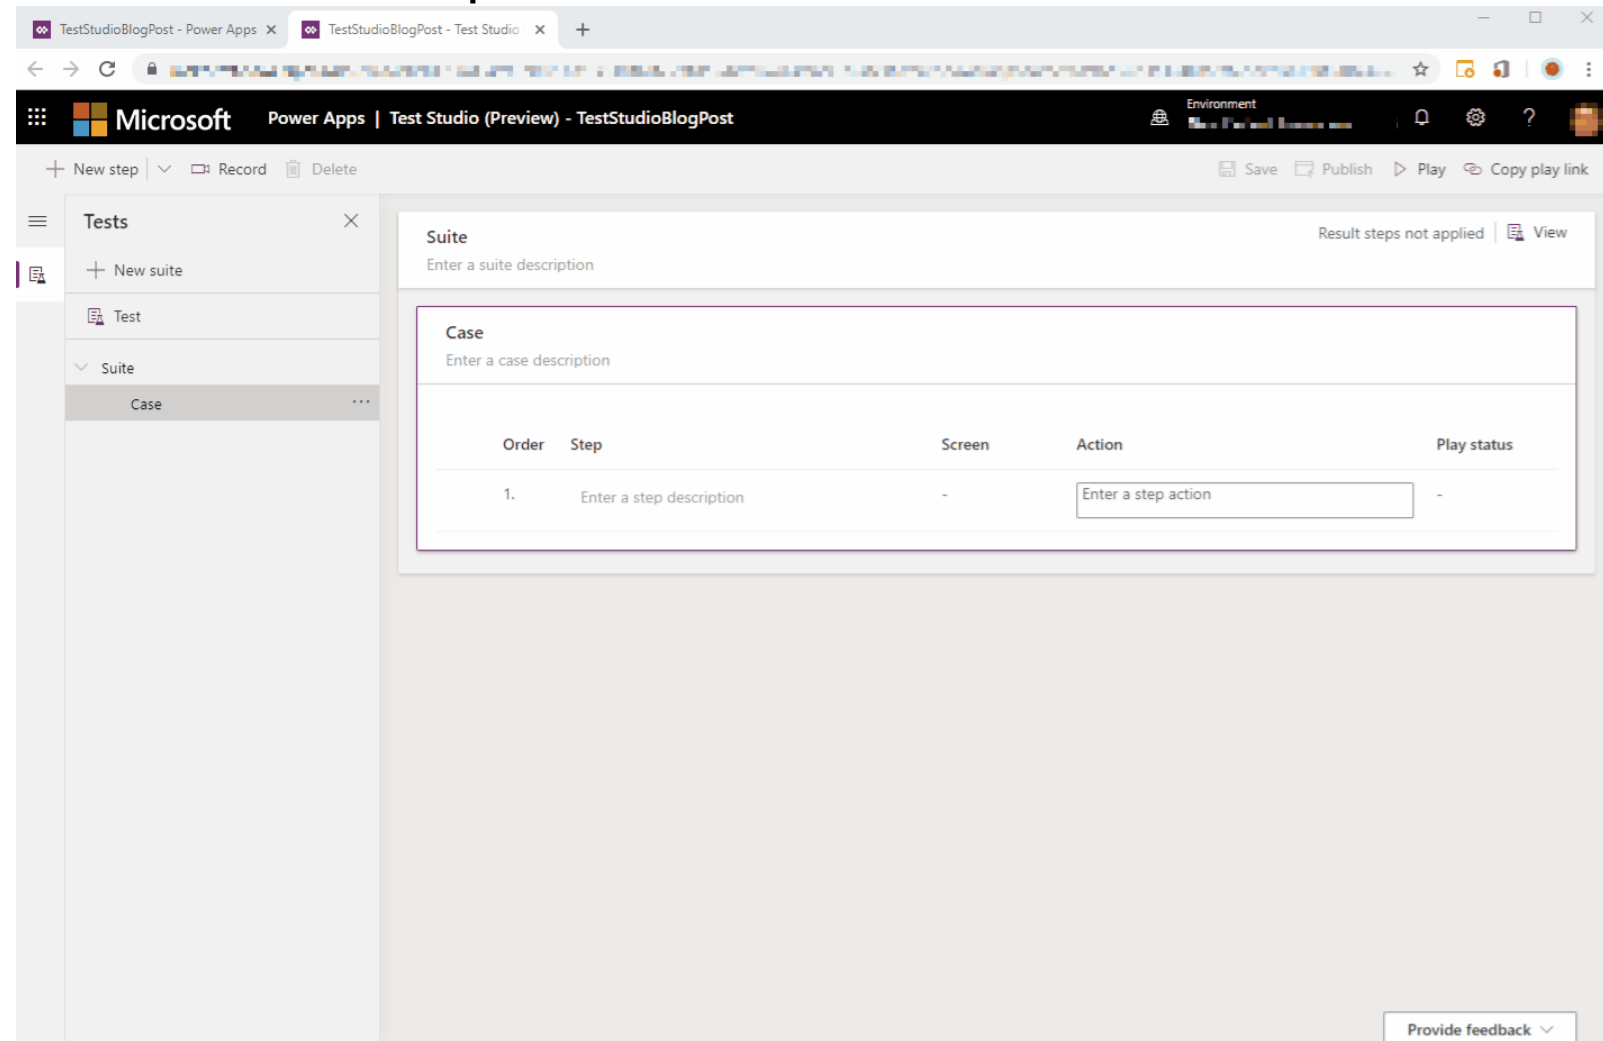 TestStudioBlogPost - Power Apps
TestStudioBlogPost - Test Studio
Microsoft Power Apps | Test Studio (Preview) - TestStudioBlogPost
Environment
New step
Record
Delete
Save
Publish
Play
Copy play link
Tests
New suite
Test
Suite
Case
Suite
Enter a suite description
Result steps not applied
View
Case
Enter a case description
Order Step Screen Action Play status
1. Enter a step description - Enter a step action -
Provide feedback